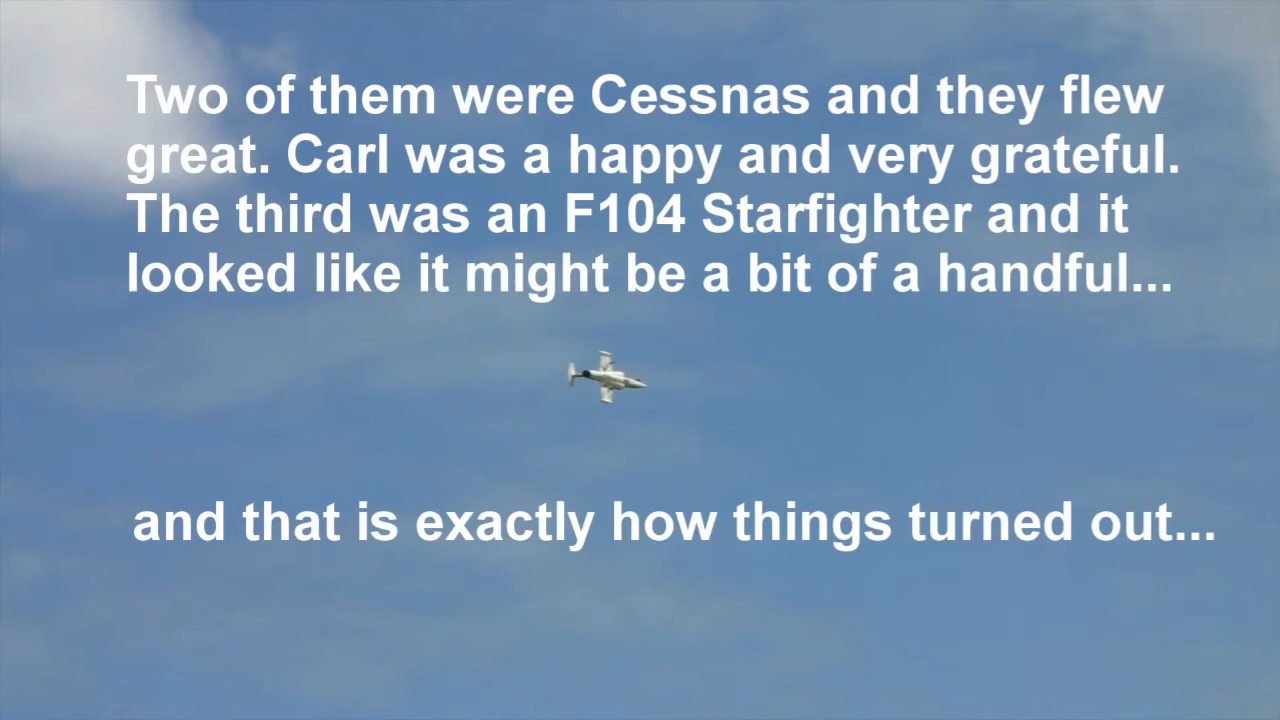 Two of them were Cessnas and they flew
great. Carl was a happy and very grateful.
The third was an F104 Starfighter and it
looked like it might be a bit of a handful...
and that is exactly how things turned out...